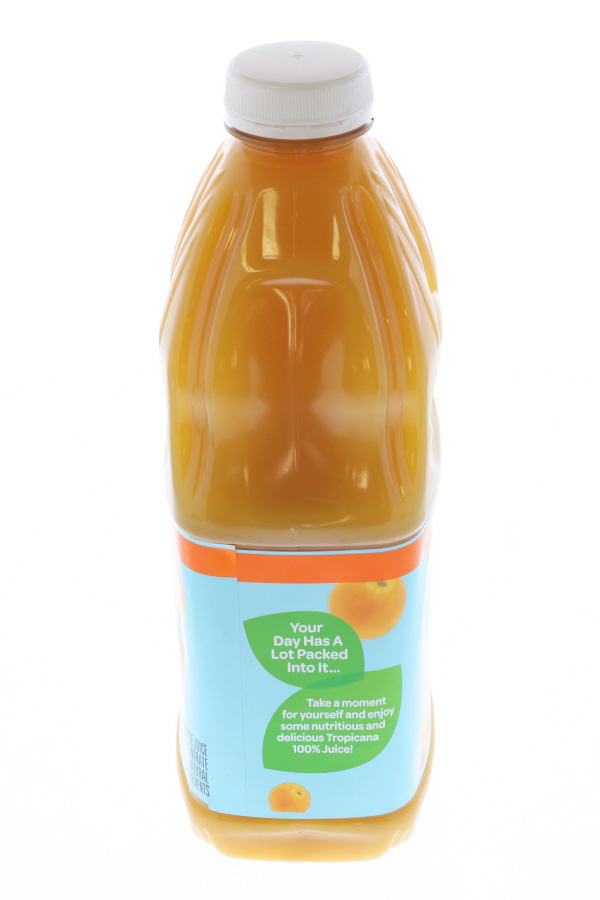 Your
Day Has A
Lot Packed
Into It...
Take a moment
for yourself and enjoy
some nutritious and
delicious Tropicana
100% Juice!
JUICE